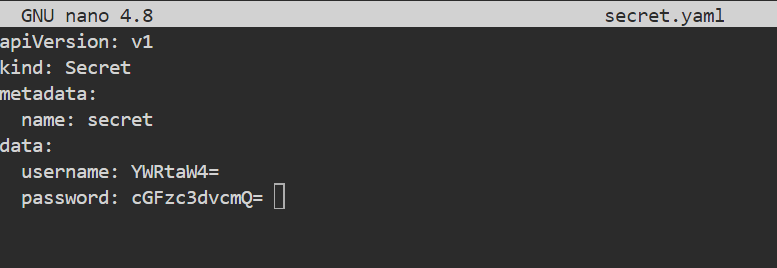 GNU nano 4.8 secret.yaml
apiVersion: v1
kind: Secret
metadata:
  name: secret
data:
  username: YWRtaW4=
  password: cGFzc3dvcmQ=